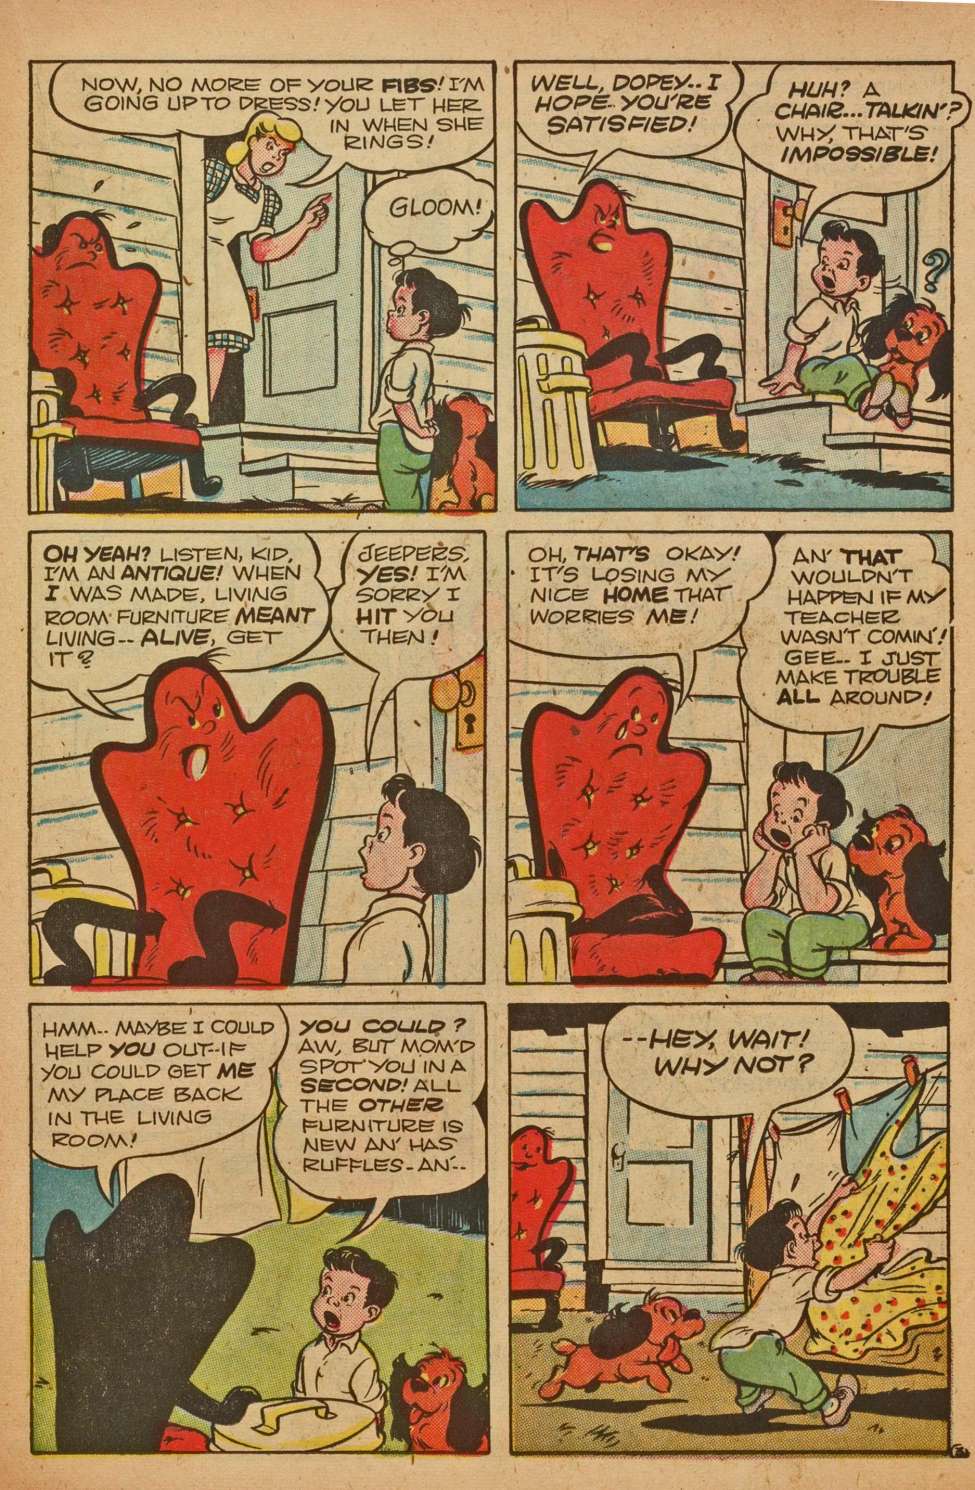 NOW, NO MORE OF YOUR FIBS! I'M
GOING UP TO DRESS! YOU LET HER
IN WHEN SHE
RINGS!
GLOOM!
WELL, DOPEY.. I
HOPE YOU'RE
SATISFIED!
HUH? A
CHAIR... TALKIN'?
WHY, THAT'S
IMPOSSIBLE!
?
OH YEAH? LISTEN, KID,
I'M AN ANTIQUE! WHEN
I WAS MADE, LIVING
ROOM FURNITURE MEANT
LIVING-- ALIVE, GET
IT?
JEEPERS,
YES! I'M
SORRY I
HIT YOU
THEN!
OH, THAT'S OKAY!
IT'S LOSING MY
NICE HOME THAT
WORRIES ME!
AN' THAT
WOULDN'T
HAPPEN IF MY
TEACHER
WASN'T COMIN'!
GEE-- I JUST
MAKE TROUBLE
ALL AROUND!
HMM-- MAYBE I COULD
HELP YOU OUT--IF
YOU COULD GET ME
MY PLACE BACK
IN THE LIVING
ROOM!
YOU COULD?
AW, BUT MOM'D
SPOT YOU IN A
SECOND! ALL
THE OTHER
FURNITURE IS
NEW AN' HAS
RUFFLES-AN'--
--HEY, WAIT!
WHY NOT?